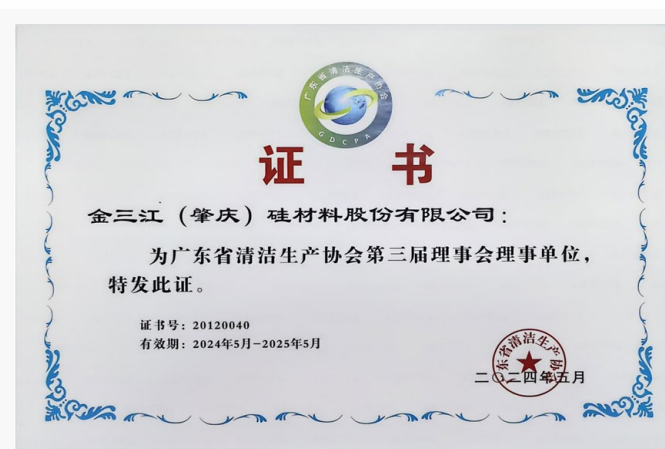 广东省清洁生产协会
GDCPA
证 书
金三江（肇庆）硅材料股份有限公司：
为广东省清洁生产协会第三届理事会理事单位，
特发此证。
证书号：20120040
有效期：2024年5月-2025年5月
广东省清洁生产协会
二〇二四年五月